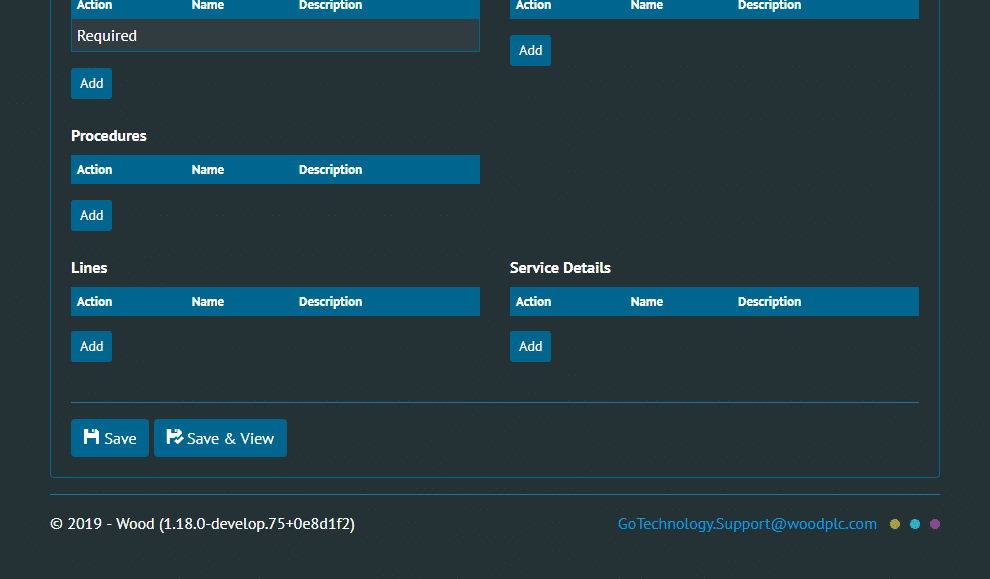 Action Name Description Action Name Description
Required
Add
Add
Procedures
Action Name Description
Add
Lines Service Details
Action Name Description Action Name Description
Add Add
Save Save & View
© 2019 - Wood (1.18.0-develop.75+0e8d1f2) GoTechnology.Support@woodplc.com